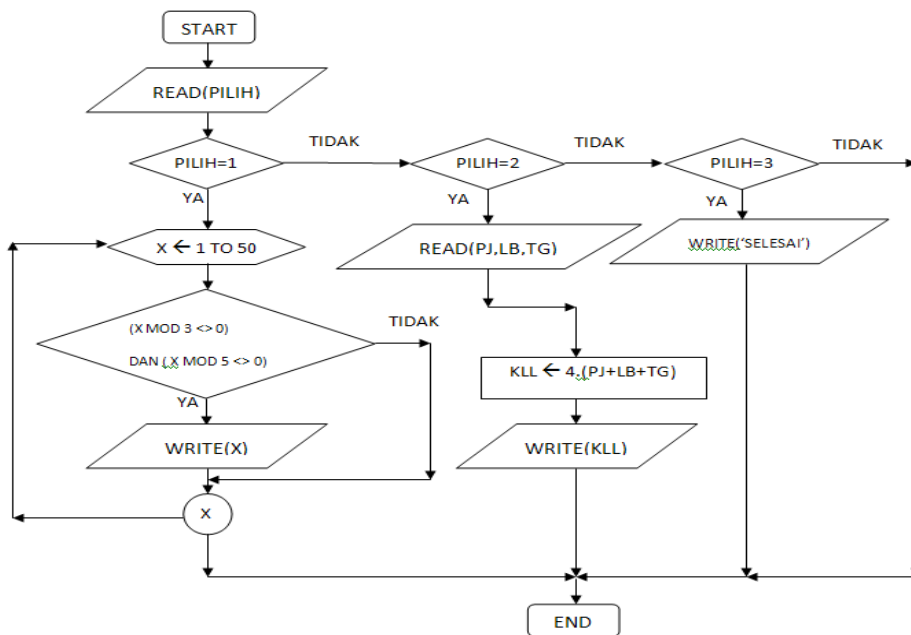 START
READ(PILIH)
TIDAK
TIDAK
TIDAK
PILIH=1
PILIH=2
PILIH=3
YA
YA
YA
X ← 1 TO 50
READ(PJ,LB,TG)
WRITE('SELESAI')
(X MOD 3 <> 0)
TIDAK
DAN ( X MOD 5 <> 0)
KLL ← 4.(PJ+LB+TG)
YA
WRITE(X)
WRITE(KLL)
X
END